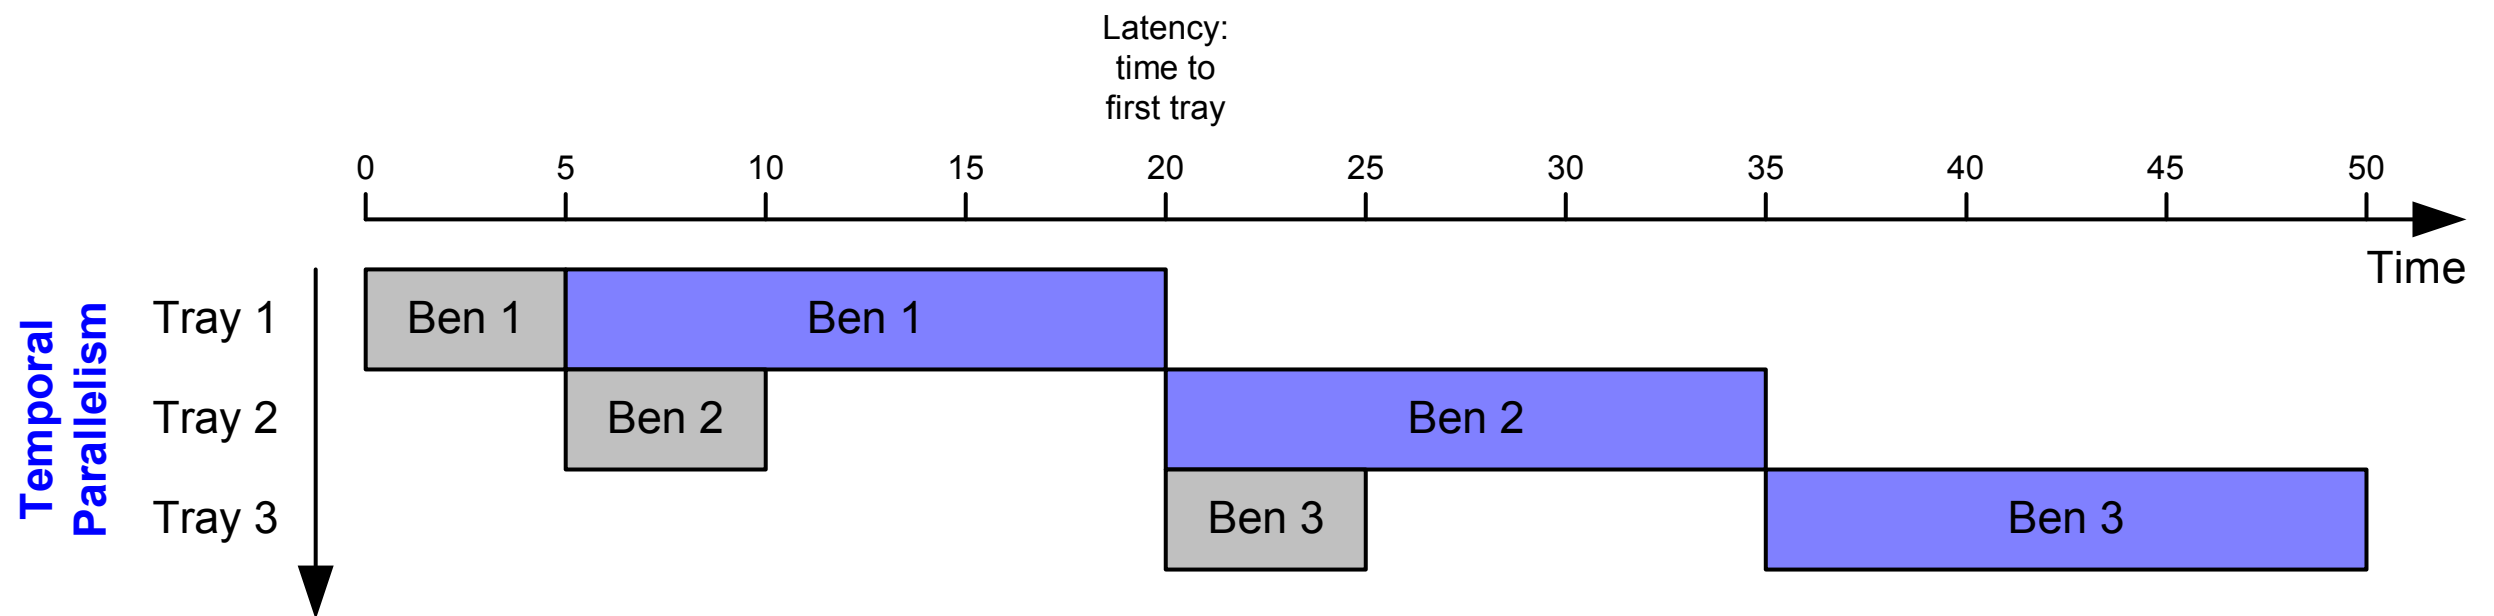 Latency:
time to
first tray
0 5 10 15 20 25 30 35 40 45 50
Time
Temporal
Parallelism
Tray 1 Ben 1 Ben 1
Tray 2 Ben 2 Ben 2
Tray 3 Ben 3 Ben 3